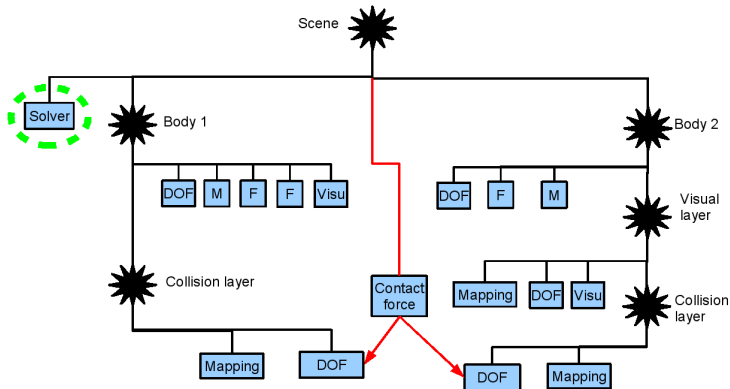 Scene
Solver
Body 1
Body 2
DOF
M
F
F
Visu
DOF
F
M
Visual
layer
Collision layer
Contact
force
Mapping
DOF
Visu
Collision
layer
Mapping
DOF
DOF
Mapping